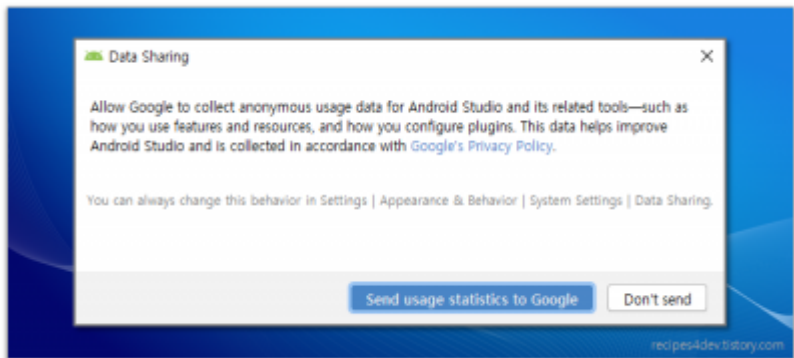 Data Sharing
Allow Google to collect anonymous usage data for Android Studio and its related tools—such as
how you use features and resources, and how you configure plugins. This data helps improve
Android Studio and is collected in accordance with Google's Privacy Policy.
You can always change this behavior in Settings | Appearance & Behavior | System Settings | Data Sharing.
Send usage statistics to Google Don't send
recipes4dev.tistory.com